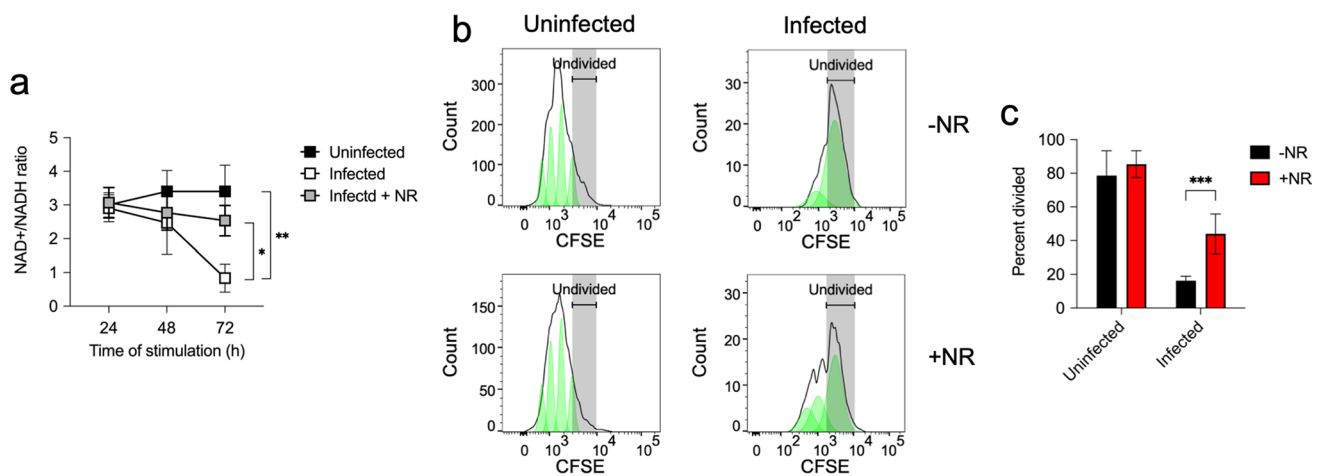 a
NAD+/NADH ratio
5
4
3
2
1
0
24 48 72
Time of stimulation (h)
Uninfected
Infected
Infectd + NR
*
**
b
Uninfected
Infected
Undivided
Count
300
200
100
0
0 10^3 10^4 10^5
CFSE
Undivided
Count
30
20
10
0
0 10^2 10^3 10^4 10^5
CFSE
-NR
Undivided
Count
150
100
50
0
0 10^3 10^4 10^5
CFSE
Undivided
Count
30
20
10
0
0 10^2 10^3 10^4 10^5
CFSE
+NR
c
Percent divided
100
80
60
40
20
0
***
Uninfected
Infected
-NR
+NR